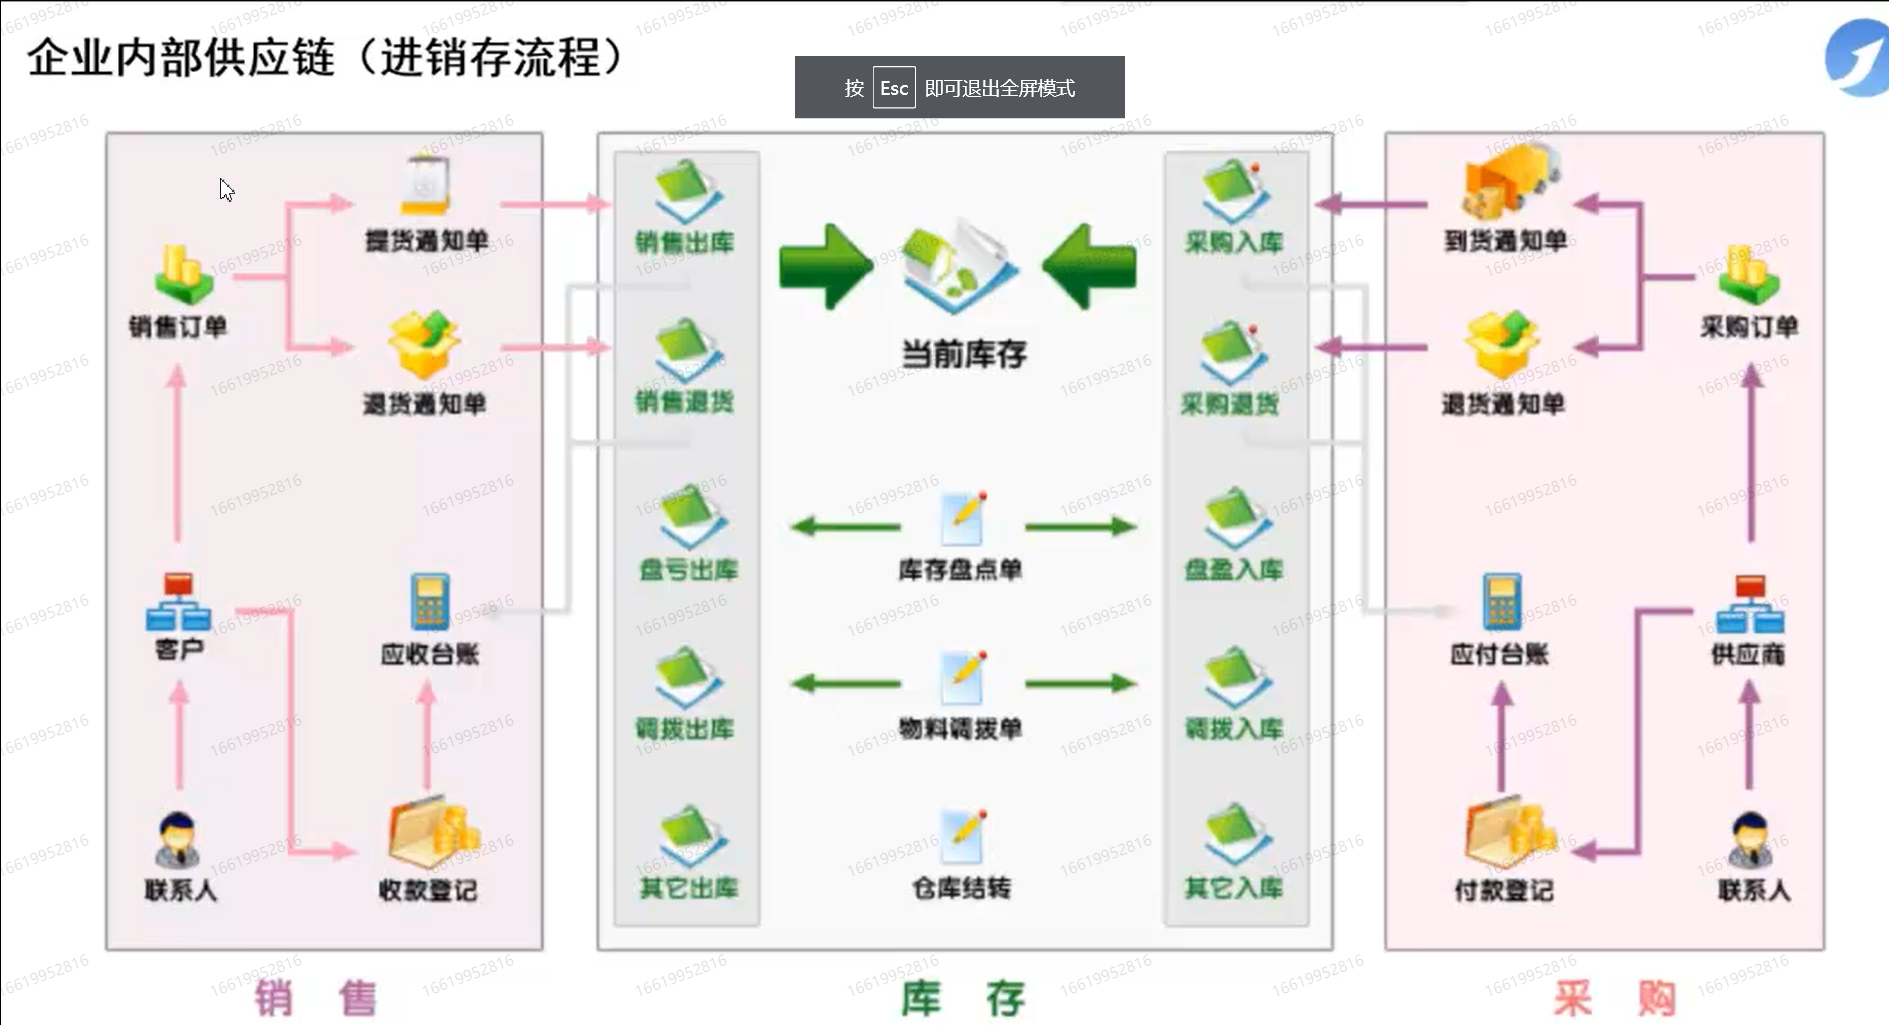 企业内部供应链（进销存流程）
按 Esc 即可退出全屏模式
提货通知单
销售订单
退货通知单
客户
应收台账
联系人
收款登记
销售出库
销售退货
盘亏出库
调拨出库
其它出库
当前库存
库存盘点单
物料调拨单
仓库结转
采购入库
采购退货
盘盈入库
调拨入库
其它入库
到货通知单
采购订单
退货通知单
应付台账
供应商
付款登记
联系人
销 售
库 存
采 购
16619952816